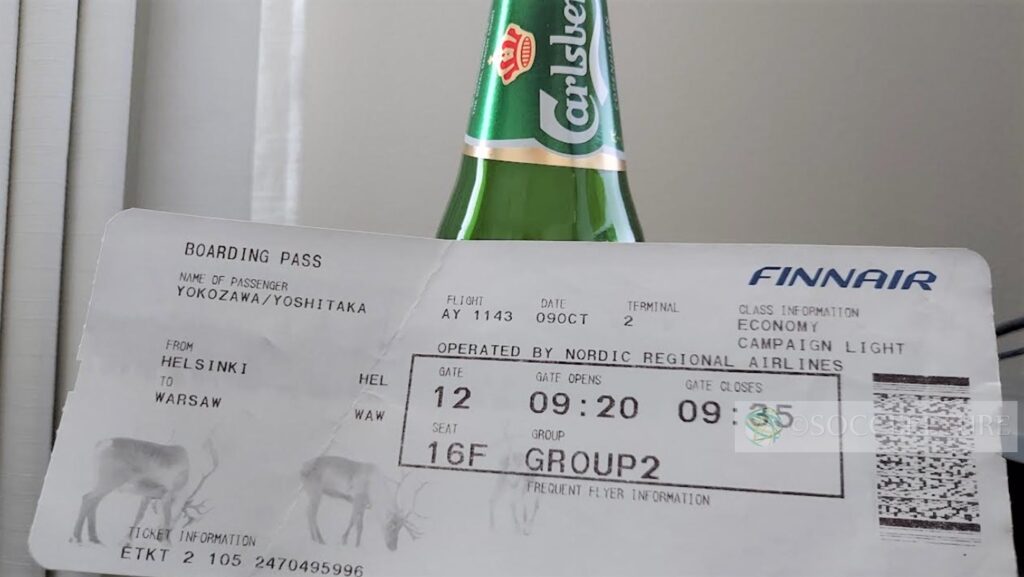 Carlsberg
BOARDING PASS
FINNAIR
NAME OF PASSENGER
YOKOZAWA/YOSHITAKA
FLIGHT DATE TERMINAL
AY 1143 09OCT 2
CLASS INFORMATION
ECONOMY
CAMPAIGN LIGHT
FROM
HELSINKI HEL
TO
WARSAW WAW
OPERATED BY NORDIC REGIONAL AIRLINES
GATE GATE OPENS GATE CLOSES
12 09:20 09:35
SEAT GROUP
16F GROUP2
FREQUENT FLYER INFORMATION
TICKET INFORMATION
ETKT 2 105 2470495996